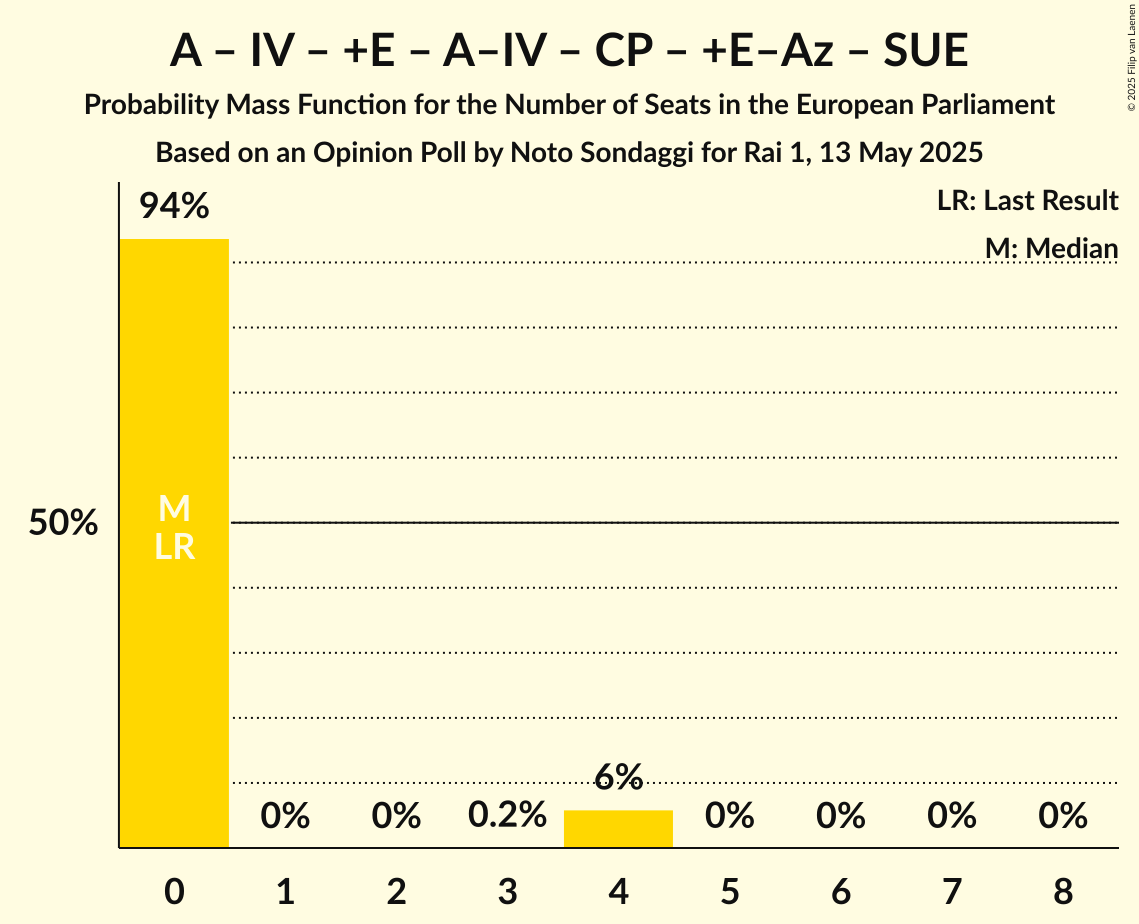 A – IV – +E – A–IV – CP – +E–Az – SUE
Probability Mass Function for the Number of Seats in the European Parliament
Based on an Opinion Poll by Noto Sondaggi for Rai 1, 13 May 2025
© 2025 Filip van Laenen
LR: Last Result
M: Median
94%
M
LR
50%
0% 0% 0.2% 6% 0% 0% 0% 0%
0 1 2 3 4 5 6 7 8